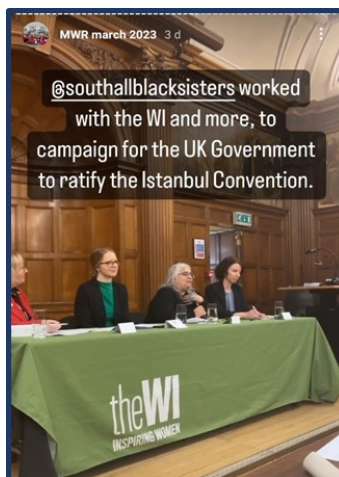 MWR march 2023 3 d
@southallblacksisters worked
with the WI and more, to
campaign for the UK Government
to ratify the Istanbul Convention.
theWI
INSPIRING WOMEN